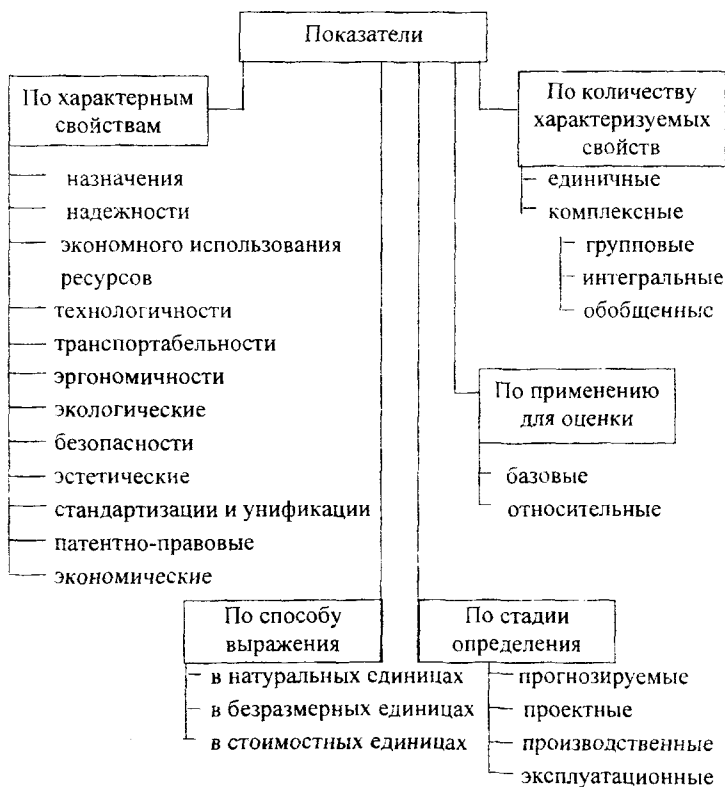 Показатели
По характерным
свойствам
назначения
надежности
экономного использования
ресурсов
технологичности
транспортабельности
эргономичности
экологические
безопасности
эстетические
стандартизации и унификации
патентно-правовые
экономические
По количеству
характеризуемых
свойств
единичные
комплексные
групповые
интегральные
обобщенные
По применению
для оценки
базовые
относительные
По способу
выражения
в натуральных единицах
в безразмерных единицах
в стоимостных единицах
По стадии
определения
прогнозируемые
проектные
производственные
эксплуатационные